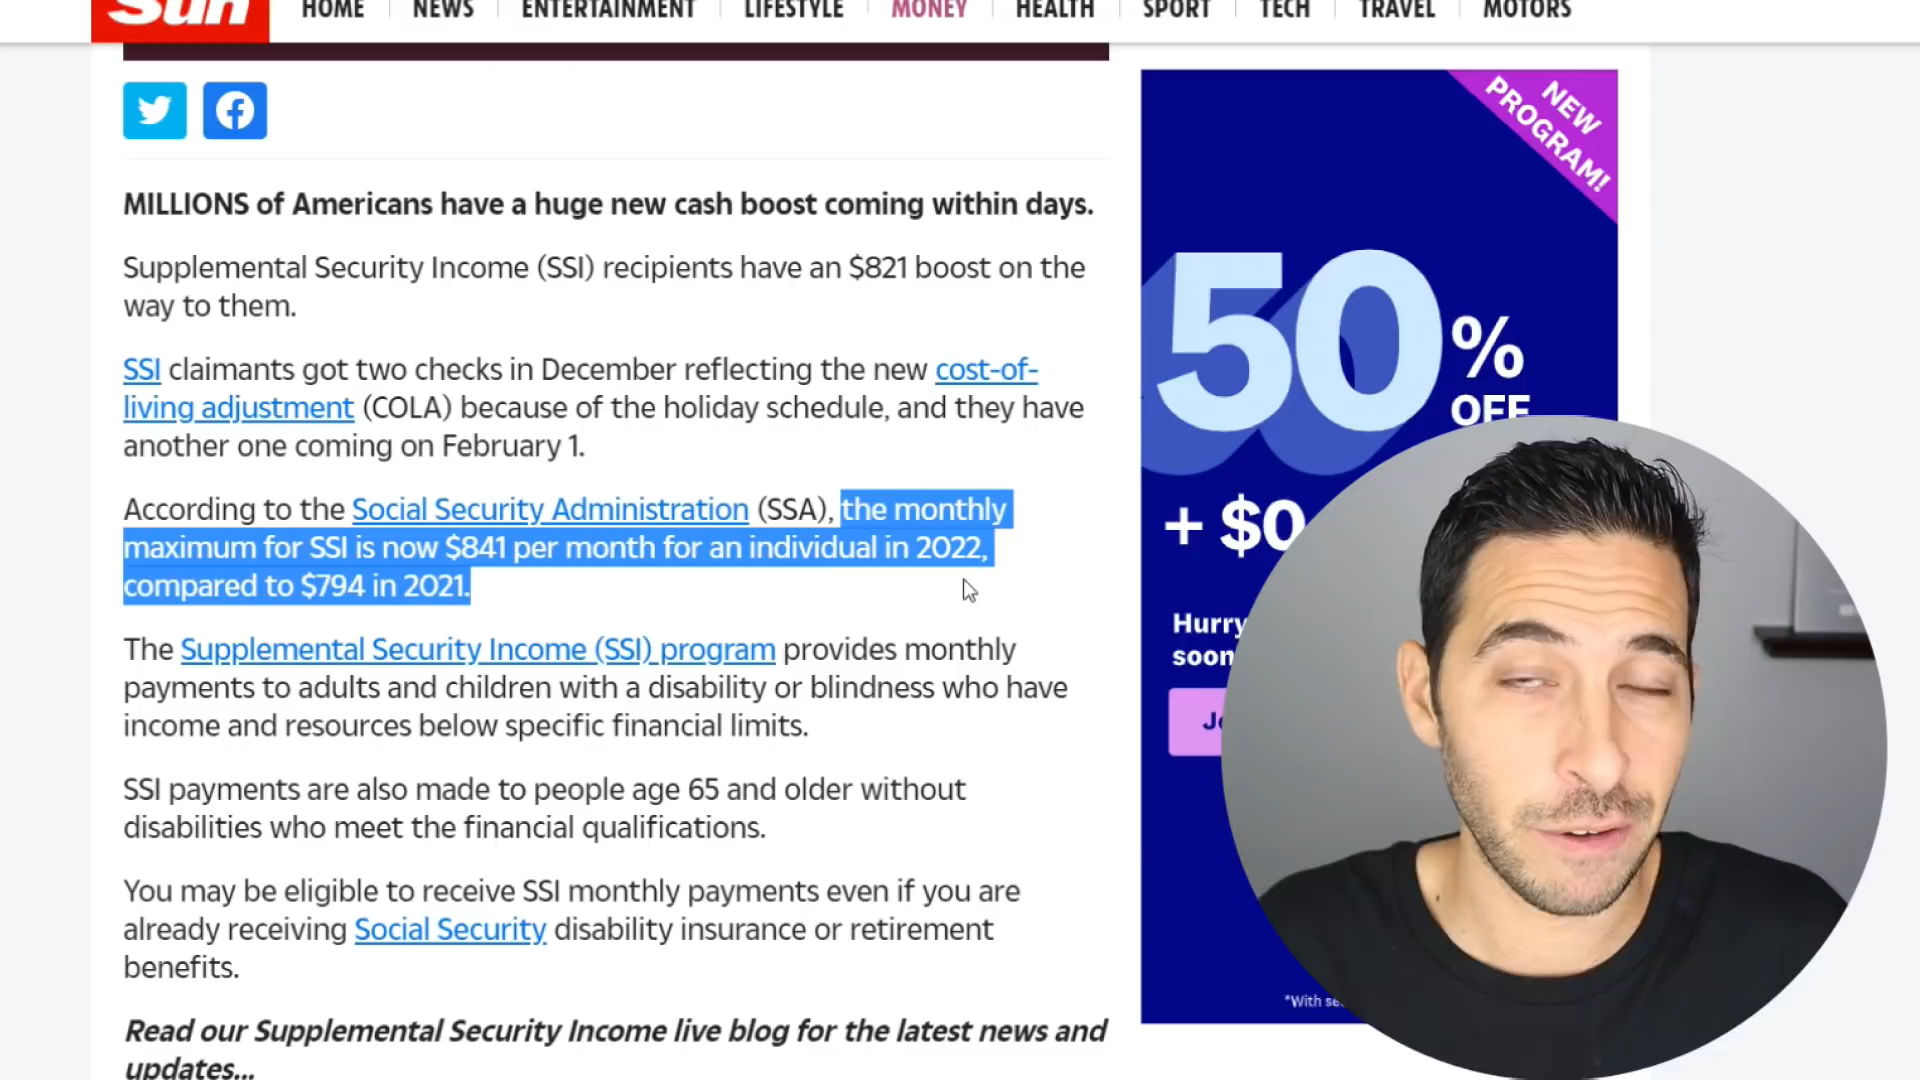 Sun
HOME
NEWS
ENTERTAINMENT
LIFESTYLE
MONEY
HEALTH
SPORT
TECH
TRAVEL
MOTORS
MILLIONS of Americans have a huge new cash boost coming within days.
Supplemental Security Income (SSI) recipients have an $821 boost on the
way to them.
SSI claimants got two checks in December reflecting the new cost-of-
living adjustment (COLA) because of the holiday schedule, and they have
another one coming on February 1.
According to the Social Security Administration (SSA), the monthly
maximum for SSI is now $841 per month for an individual in 2022,
compared to $794 in 2021.
The Supplemental Security Income (SSI) program provides monthly
payments to adults and children with a disability or blindness who have
income and resources below specific financial limits.
SSI payments are also made to people age 65 and older without
disabilities who meet the financial qualifications.
You may be eligible to receive SSI monthly payments even if you are
already receiving Social Security disability insurance or retirement
benefits.
Read our Supplemental Security Income live blog for the latest news and
updates...
NEW
PROGRAM!
50%
OFF
+ $0
Hurry
soon
*With